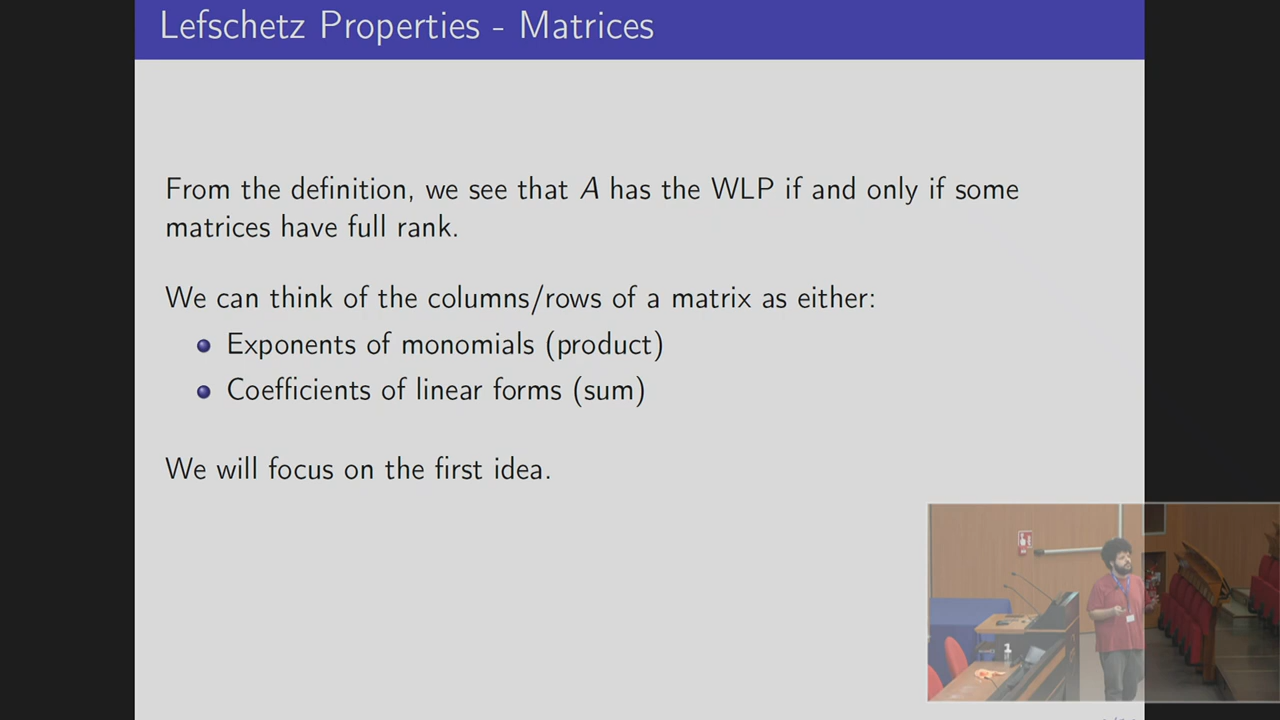 Lefschetz Properties - Matrices
From the definition, we see that A has the WLP if and only if some
matrices have full rank.
We can think of the columns/rows of a matrix as either:
Exponents of monomials (product)
Coefficients of linear forms (sum)
We will focus on the first idea.